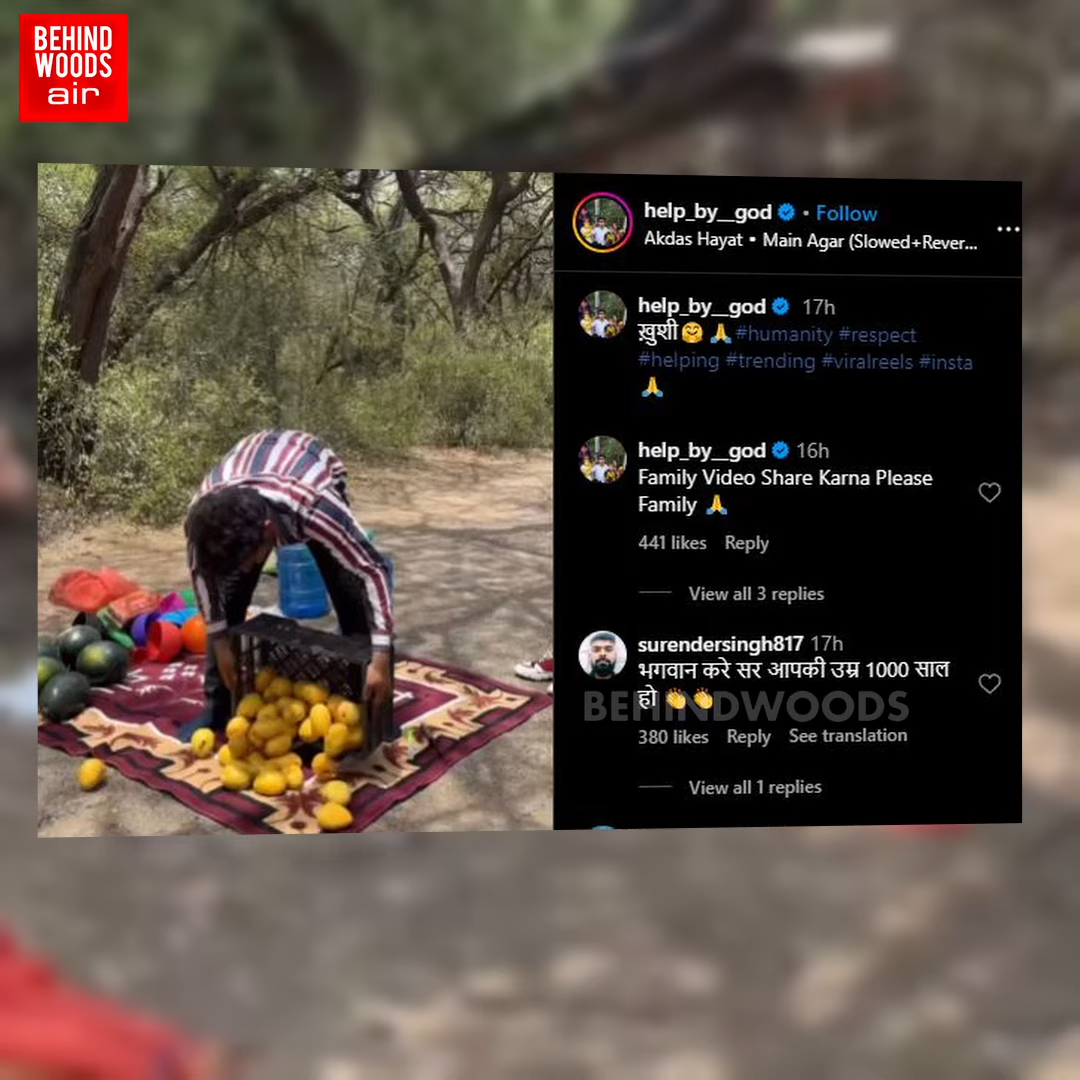 BEHIND
WOODS
air
help_by__god • Follow
Akdas Hayat • Main Agar (Slowed+Rever...
help_by__god 17h
ख़ुशी🤗 🙏#humanity #respect
#helping #trending #viralreels #insta
🙏
help_by__god 16h
Family Video Share Karna Please
Family 🙏
441 likes Reply
View all 3 replies
surendersingh817 17h
भगवान करे सर आपकी उम्र 1000 साल
हो 👏👏
BEHINDWOODS
380 likes Reply See translation
View all 1 replies